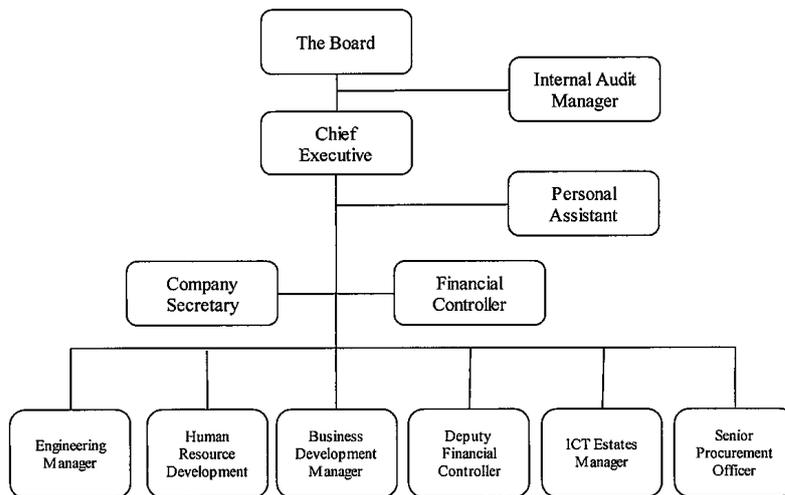 The Board
Internal Audit
Manager
Chief
Executive
Personal
Assistant
Company
Secretary
Financial
Controller
Engineering
Manager
Human
Resource
Development
Business
Development
Manager
Deputy
Financial
Controller
ICT Estates
Manager
Senior
Procurement
Officer